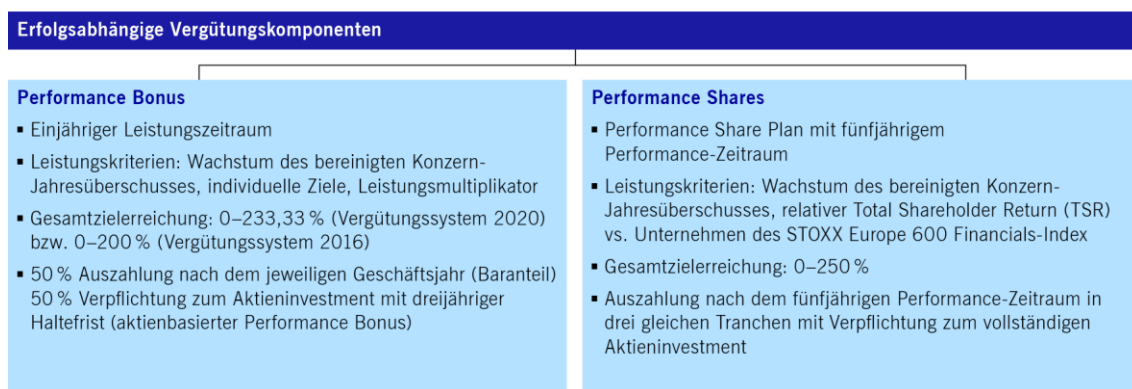 Erfolgsabhängige Vergütungskomponenten
Performance Bonus
▪ Einjähriger Leistungszeitraum
▪ Leistungskriterien: Wachstum des bereinigten Konzern-
Jahresüberschusses, individuelle Ziele, Leistungsmultiplikator
▪ Gesamtzielerreichung: 0–233,33 % (Vergütungssystem 2020)
bzw. 0–200 % (Vergütungssystem 2016)
▪ 50 % Auszahlung nach dem jeweiligen Geschäftsjahr (Baranteil)
50 % Verpflichtung zum Aktieninvestment mit dreijähriger
Haltefrist (aktienbasierter Performance Bonus)
Performance Shares
▪ Performance Share Plan mit fünfjährigem
Performance-Zeitraum
▪ Leistungskriterien: Wachstum des bereinigten Konzern-
Jahresüberschusses, relativer Total Shareholder Return (TSR)
vs. Unternehmen des STOXX Europe 600 Financials-Index
▪ Gesamtzielerreichung: 0–250 %
▪ Auszahlung nach dem fünfjährigen Performance-Zeitraum in
drei gleichen Tranchen mit Verpflichtung zum vollständigen
Aktieninvestment